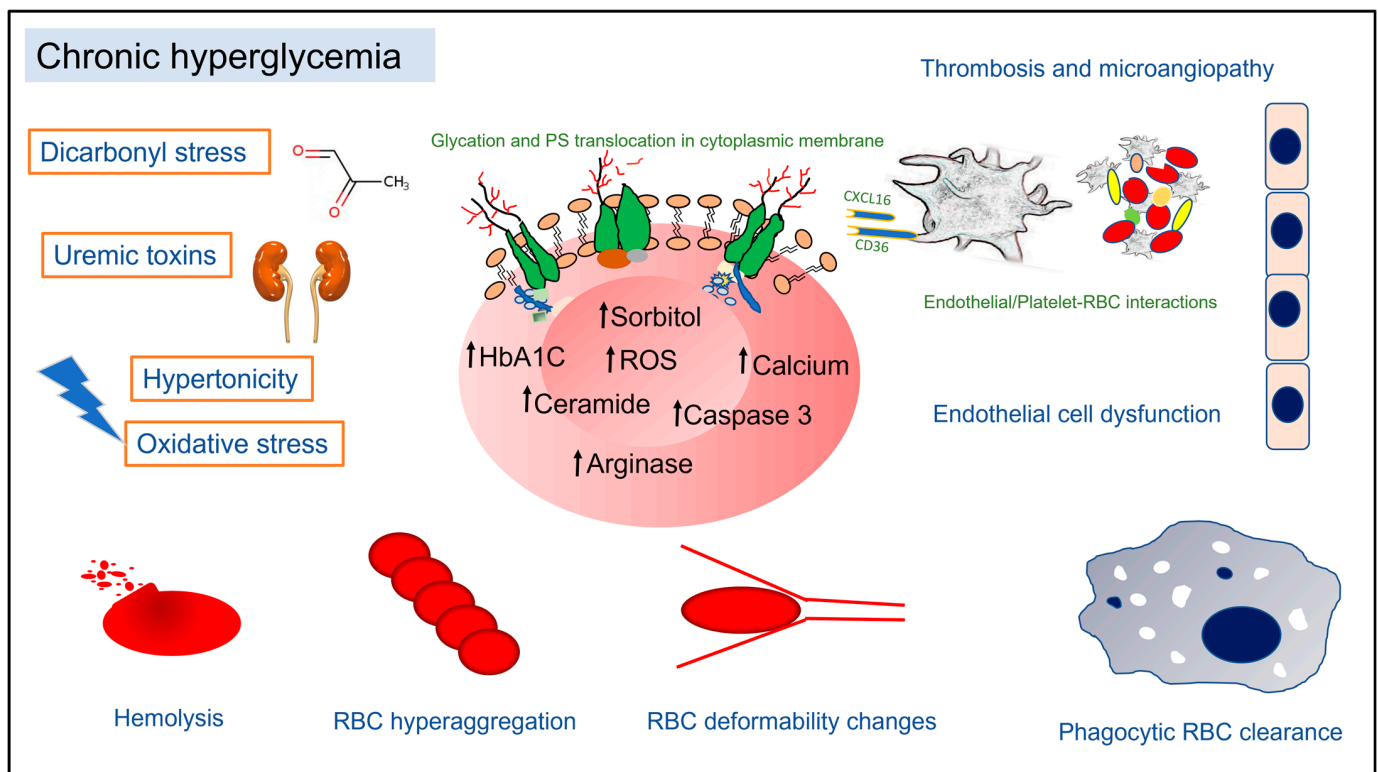 Chronic hyperglycemia
Thrombosis and microangiopathy
Dicarbonyl stress
O
O
CH3
Glycation and PS translocation in cytoplasmic membrane
CXCL16
CD36
Uremic toxins
Endothelial/Platelet-RBC interactions
↑Sorbitol
↑HbA1C
↑ROS
↑Calcium
↑Ceramide
↑Caspase 3
↑Arginase
Hypertonicity
Oxidative stress
Endothelial cell dysfunction
Hemolysis
RBC hyperaggregation
RBC deformability changes
Phagocytic RBC clearance